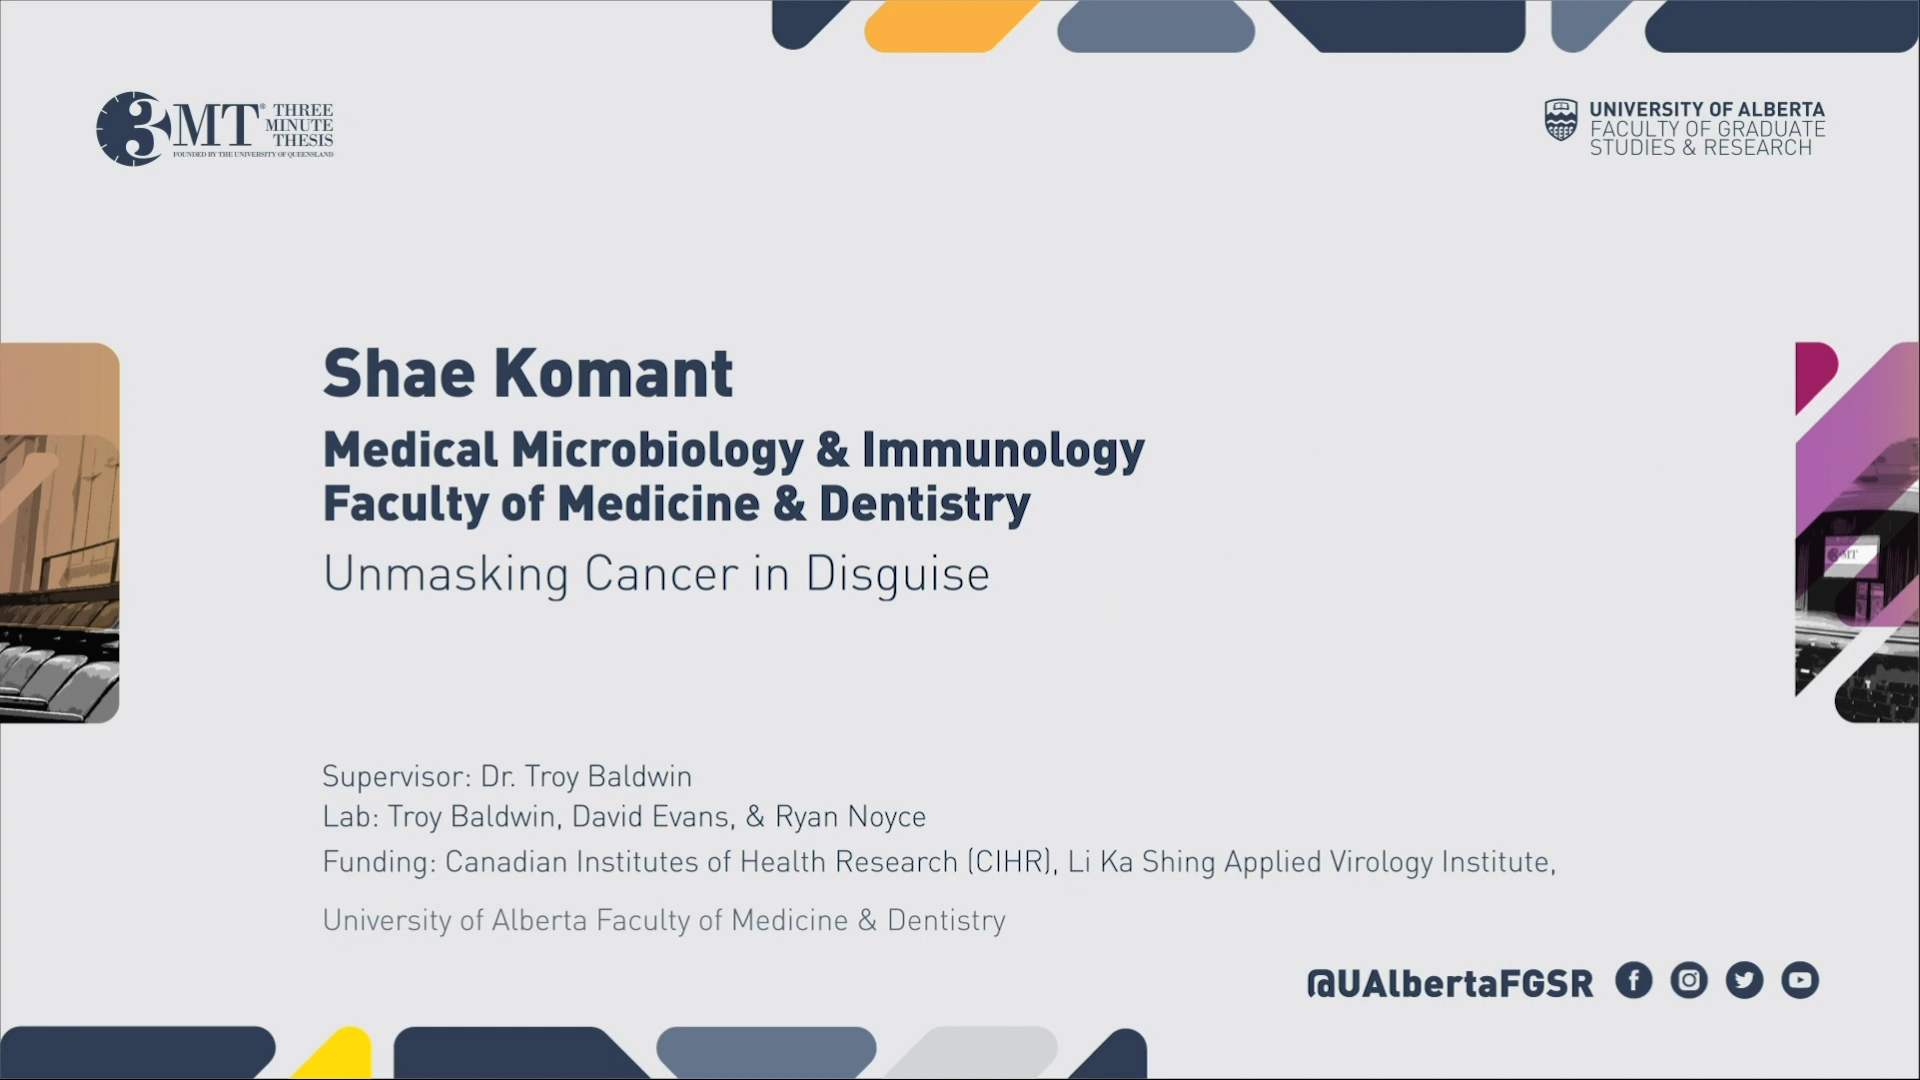 3MT® THREE
MINUTE
THESIS
FOUNDED BY THE UNIVERSITY OF QUEENSLAND
UNIVERSITY OF ALBERTA
FACULTY OF GRADUATE
STUDIES & RESEARCH
Shae Komant
Medical Microbiology & Immunology
Faculty of Medicine & Dentistry
Unmasking Cancer in Disguise
3MT
Supervisor: Dr. Troy Baldwin
Lab: Troy Baldwin, David Evans, & Ryan Noyce
Funding: Canadian Institutes of Health Research (CIHR), Li Ka Shing Applied Virology Institute,
University of Alberta Faculty of Medicine & Dentistry
@UAlbertaFGSR